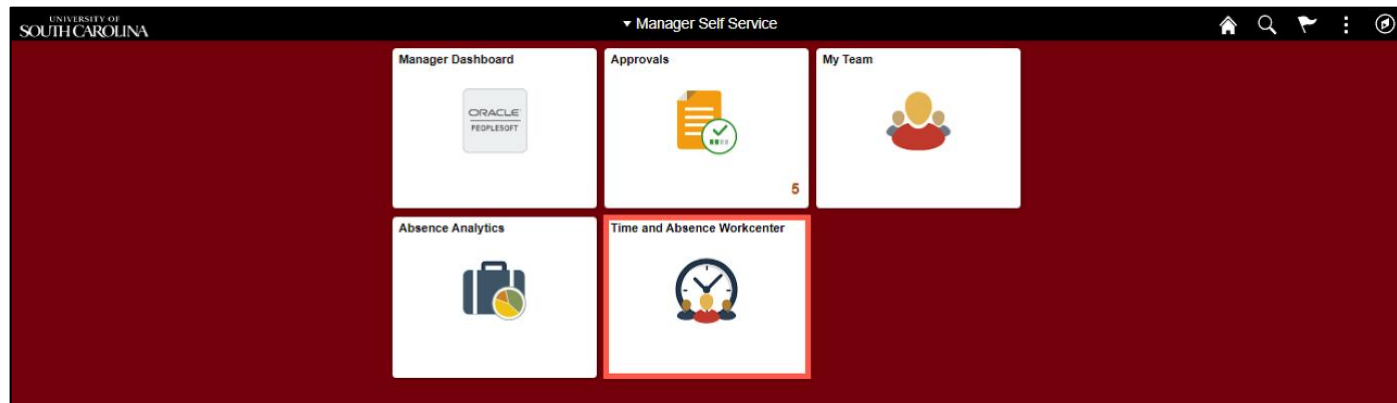 UNIVERSITY OF
SOUTH CAROLINA
Manager Self Service
Manager Dashboard
Approvals
My Team
ORACLE
PEOPLESOFT
5
Absence Analytics
Time and Absence Workcenter